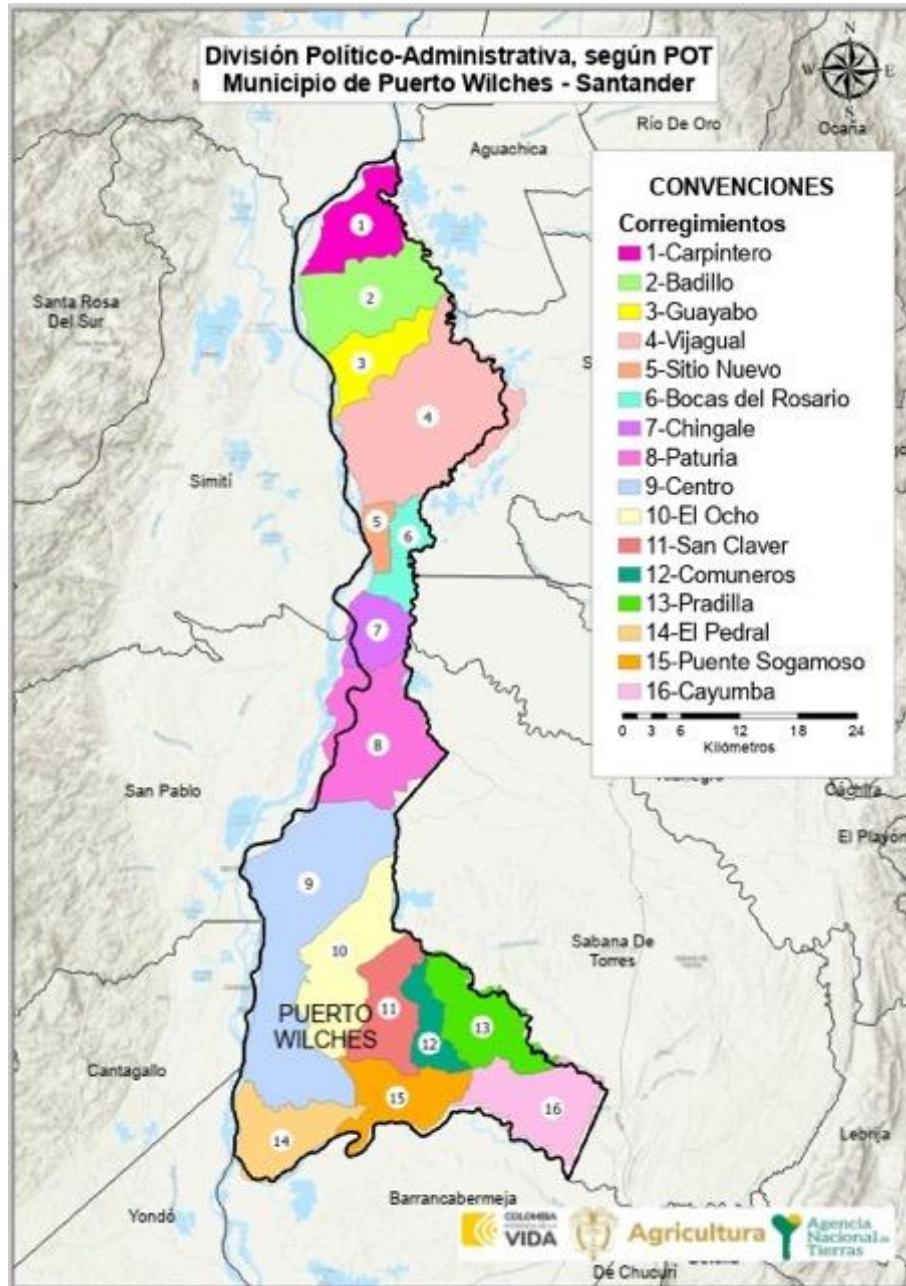 División Político-Administrativa, según POT
Municipio de Puerto Wilches - Santander
N
W
E
S
Río De Oro
Ocaña
Aguachica
CONVENCIONES
Corregimientos
1-Carpintero
2-Badillo
3-Guayabo
4-Vijagual
5-Sitio Nuevo
6-Bocas del Rosario
7-Chingale
8-Paturia
9-Centro
10-El Ocho
11-San Claver
12-Comuneros
13-Pradilla
14-El Pedral
15-Puente Sogamoso
16-Cayumba
0 3 6 12 18 24
Kilómetros
1
2
Santa Rosa
Del Sur
3
4
Simití
5
6
7
8
San Pablo
El Playón
9
10
Sabana De
Torres
11
PUERTO
WILCHES
12
13
Cantagallo
15
16
14
Lebrija
Barrancabermeja
Yondó
COLOMBIA
VIDA
Agricultura
Agencia
Nacional de
Tierras
De Chucurí